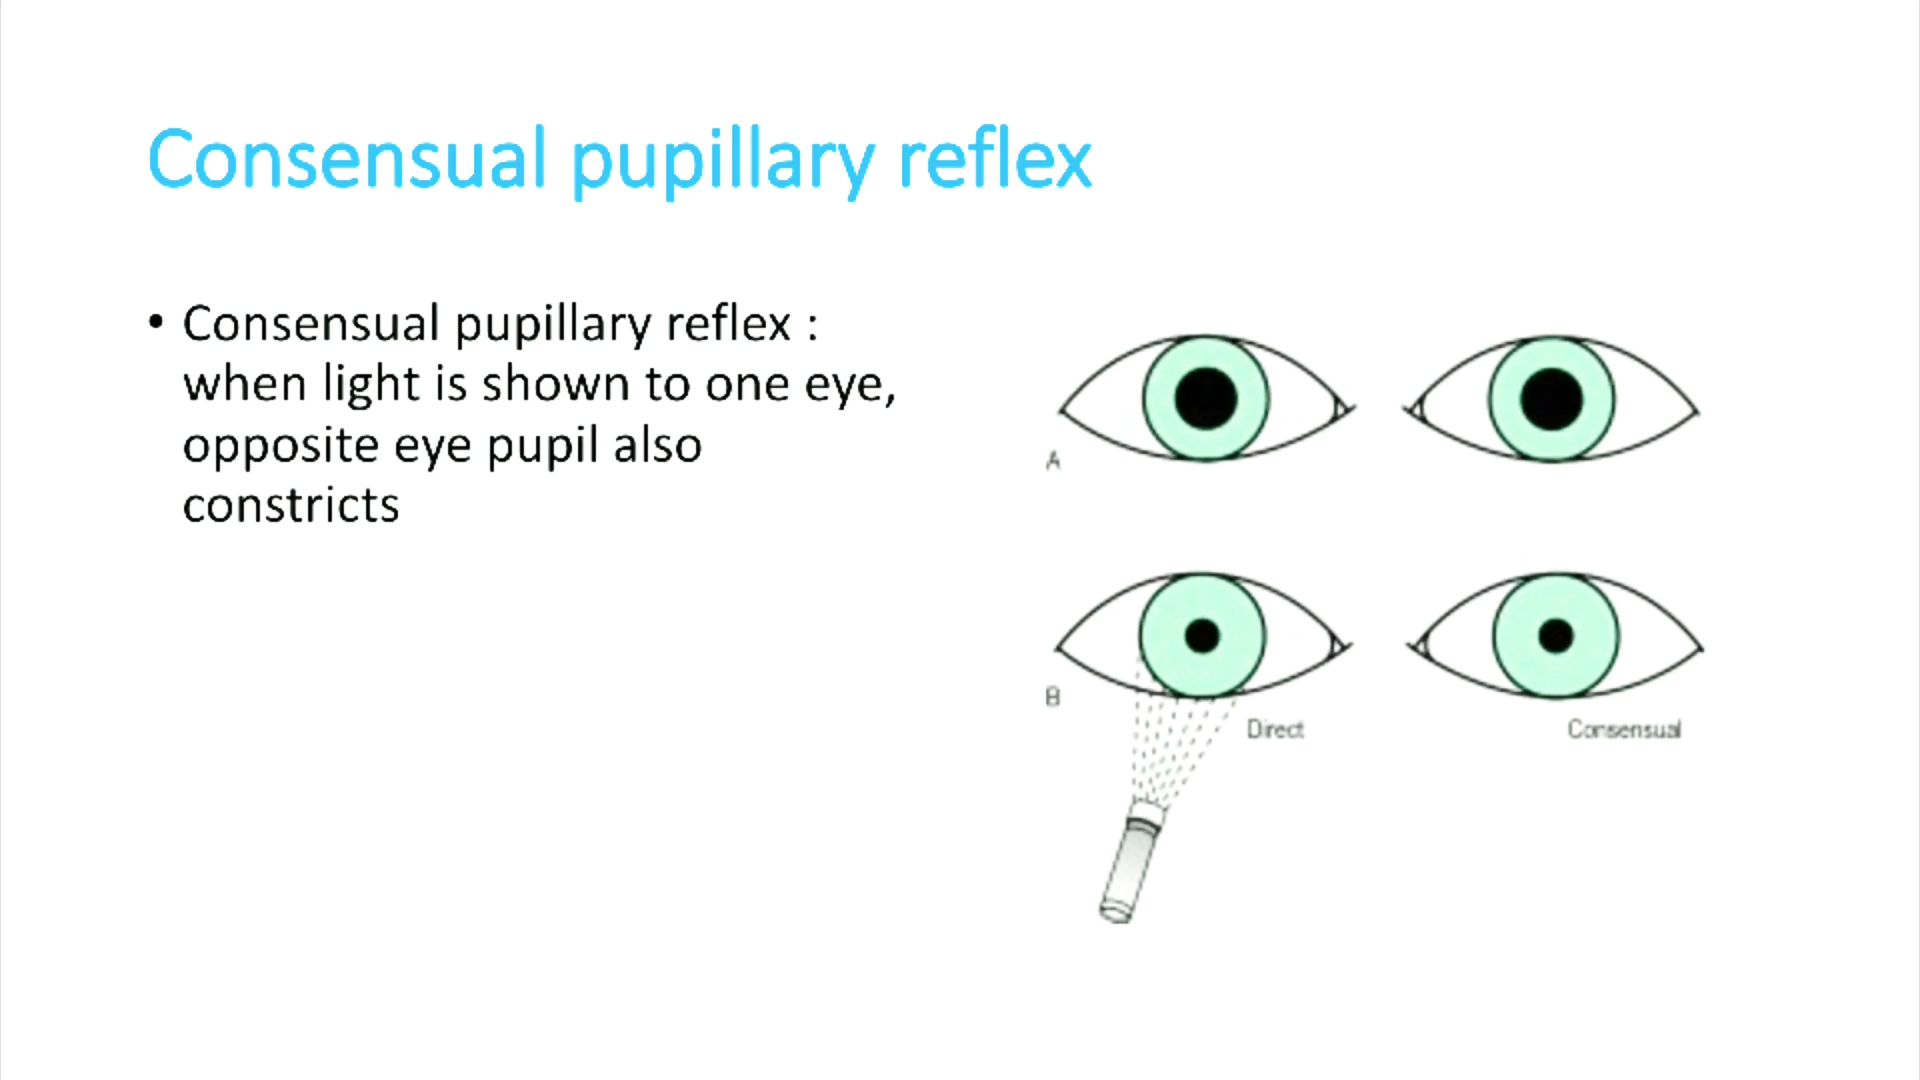 Consensual pupillary reflex
• Consensual pupillary reflex :
when light is shown to one eye,
opposite eye pupil also
constricts
A
B
Direct
Consensual